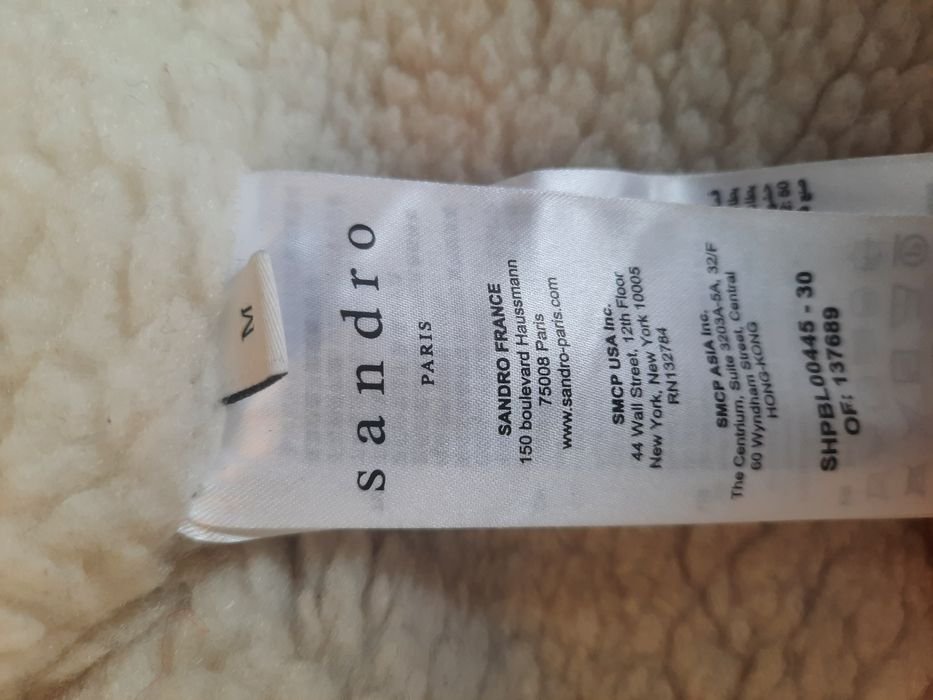 M
sandro
PARIS
SANDRO FRANCE
150 boulevard Haussmann
75008 Paris
www.sandro-paris.com
SMCP USA Inc.
44 Wall Street, 12th Floor
New York, New York 10005
RN132784
SMCP ASIA Inc.
The Centrium, Suite 3203A-5A, 32/F
60 Wyndham Street, Central
HONG-KONG
SHPBL00445 - 30
OF: 137689